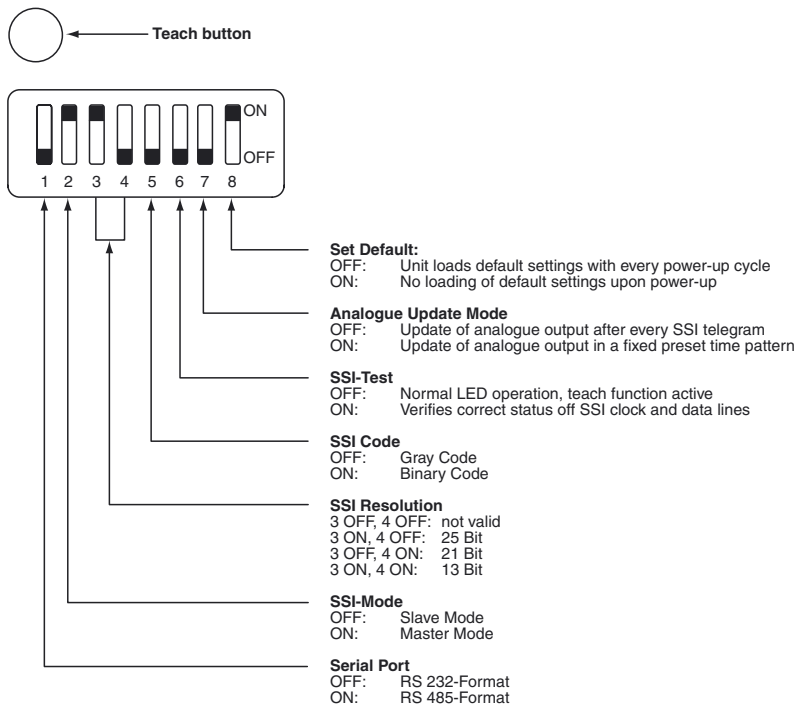 Teach button
ON
OFF
1 2 3 4 5 6 7 8
Set Default:
OFF: Unit loads default settings with every power-up cycle
ON: No loading of default settings upon power-up
Analogue Update Mode
OFF: Update of analogue output after every SSI telegram
ON: Update of analogue output in a fixed preset time pattern
SSI-Test
OFF: Normal LED operation, teach function active
ON: Verifies correct status off SSI clock and data lines
SSI Code
OFF: Gray Code
ON: Binary Code
SSI Resolution
3 OFF, 4 OFF: not valid
3 ON, 4 OFF: 25 Bit
3 OFF, 4 ON: 21 Bit
3 ON, 4 ON: 13 Bit
SSI-Mode
OFF: Slave Mode
ON: Master Mode
Serial Port
OFF: RS 232-Format
ON: RS 485-Format